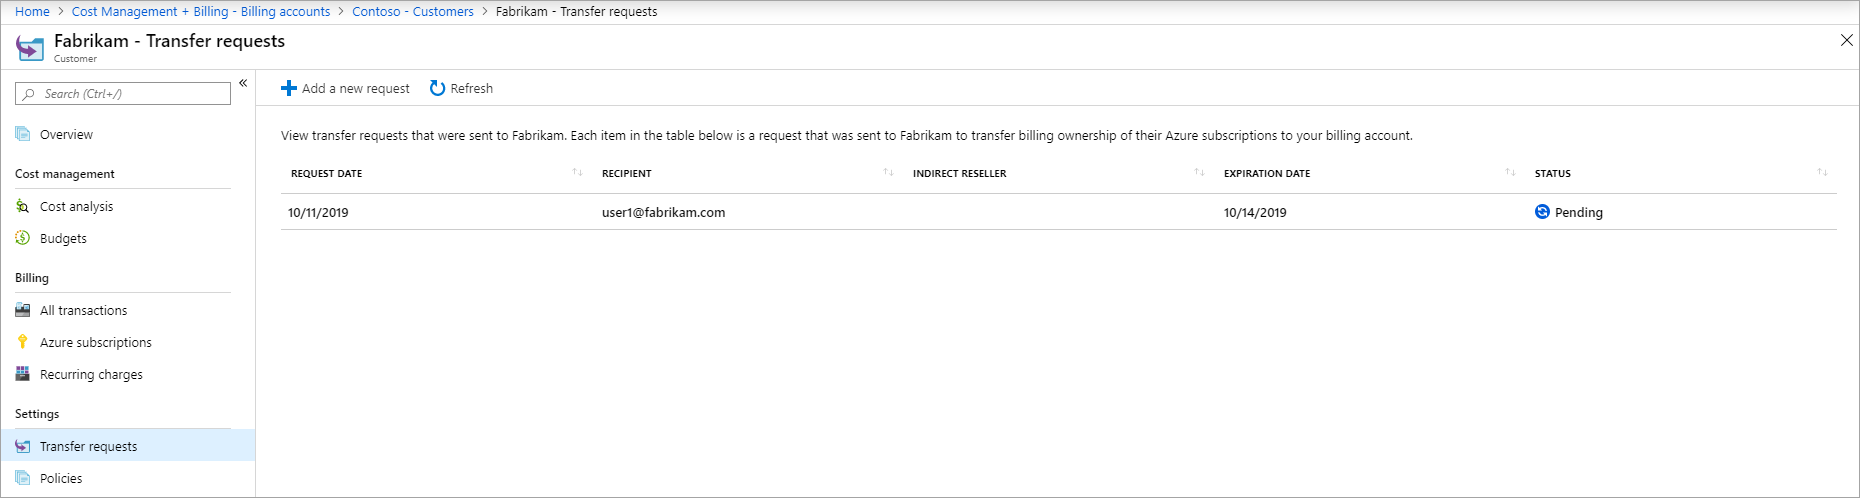 Home > Cost Management + Billing - Billing accounts > Contoso - Customers > Fabrikam - Transfer requests
Fabrikam - Transfer requests
Customer
Search (Ctrl+/)
Overview
Cost management
Cost analysis
Budgets
Billing
All transactions
Azure subscriptions
Recurring charges
Settings
Transfer requests
Policies
Add a new request Refresh
View transfer requests that were sent to Fabrikam. Each item in the table below is a request that was sent to Fabrikam to transfer billing ownership of their Azure subscriptions to your billing account.
REQUEST DATE RECIPIENT INDIRECT RESELLER EXPIRATION DATE STATUS
10/11/2019 user1@fabrikam.com 10/14/2019 Pending